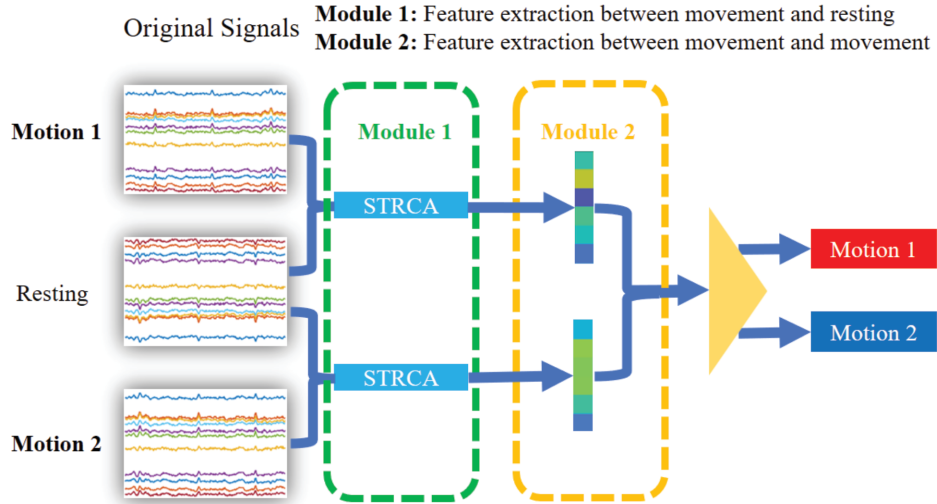 Original Signals
Module 1: Feature extraction between movement and resting
Module 2: Feature extraction between movement and movement
Motion 1
Resting
Motion 2
Module 1
STRCA
STRCA
Module 2
Motion 1
Motion 2